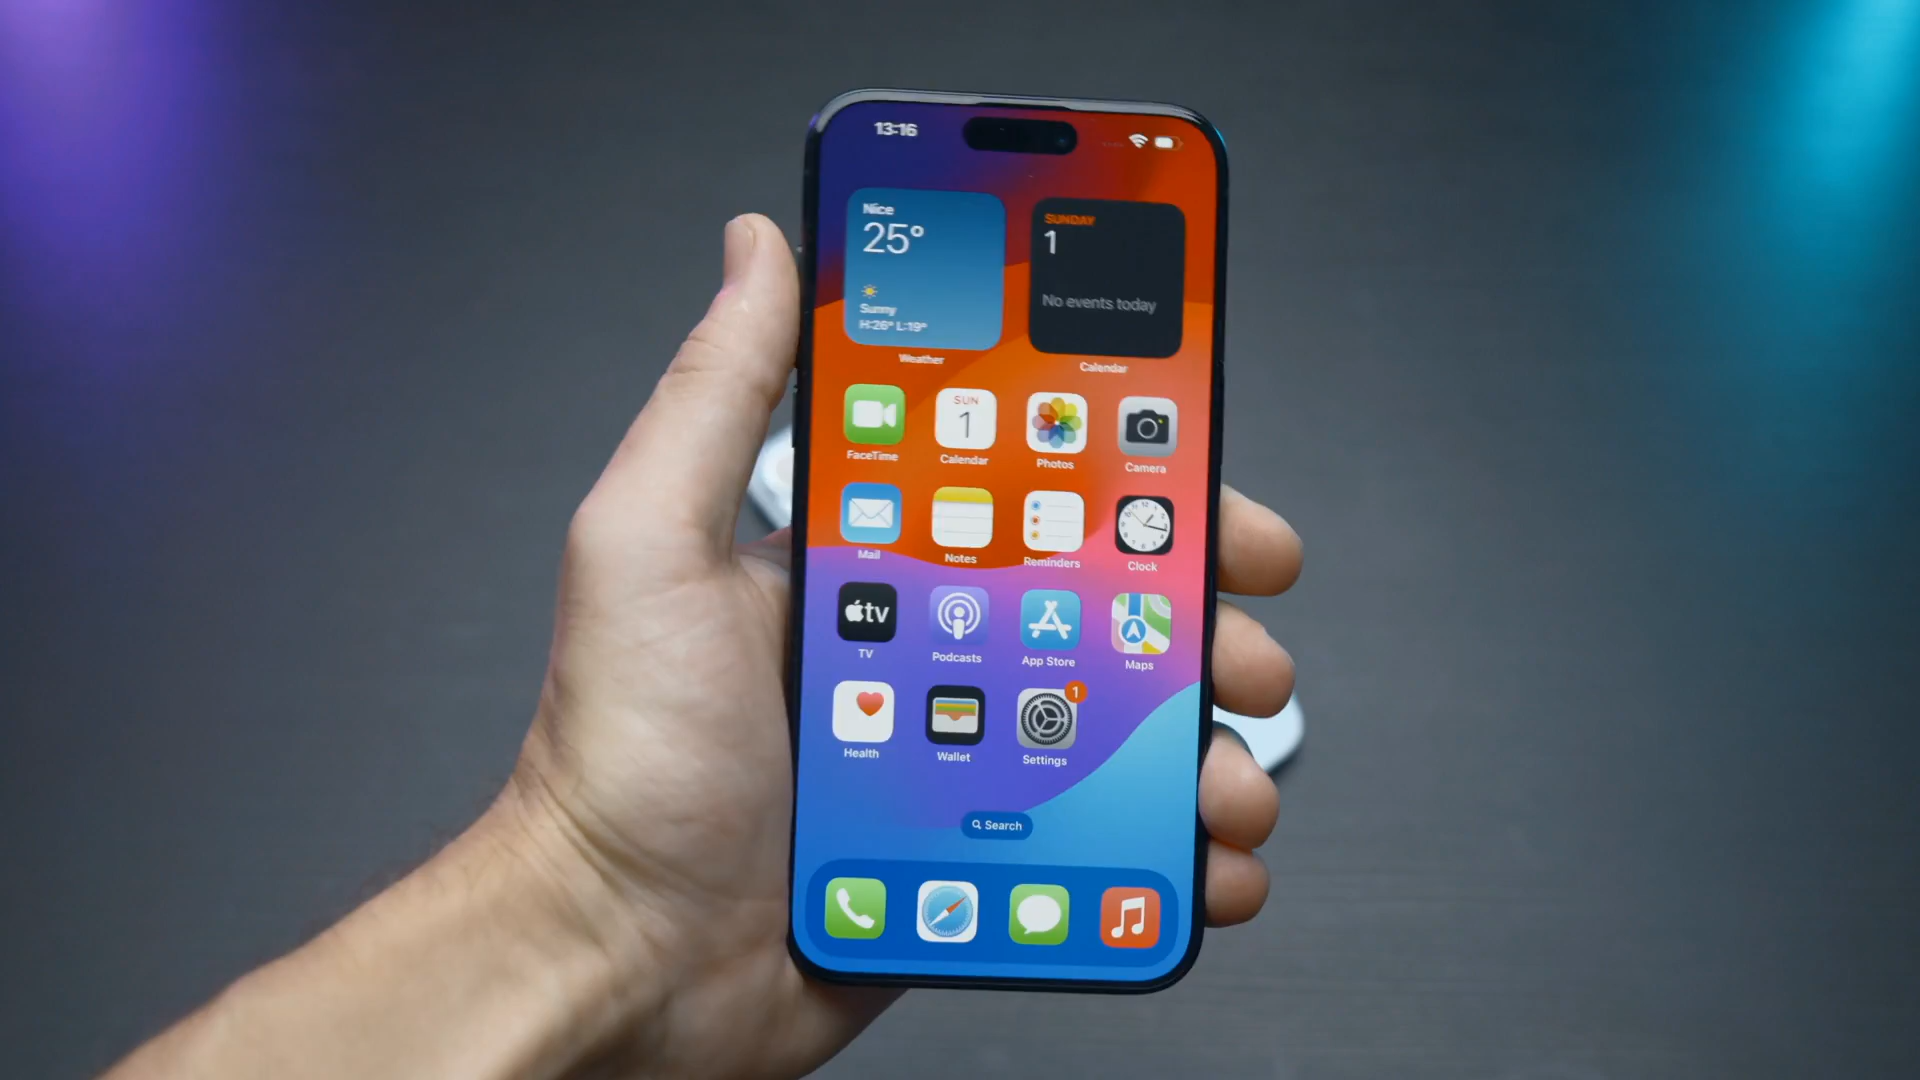 13:16
Nice
25°
Sunny
H:26° L:19°
Weather
SUNDAY
1
No events today
Calendar
FaceTime
SUN
1
Calendar
Photos
Camera
Mail
Notes
Reminders
Clock
tv
TV
Podcasts
App Store
Maps
Health
Wallet
1
Settings
Search